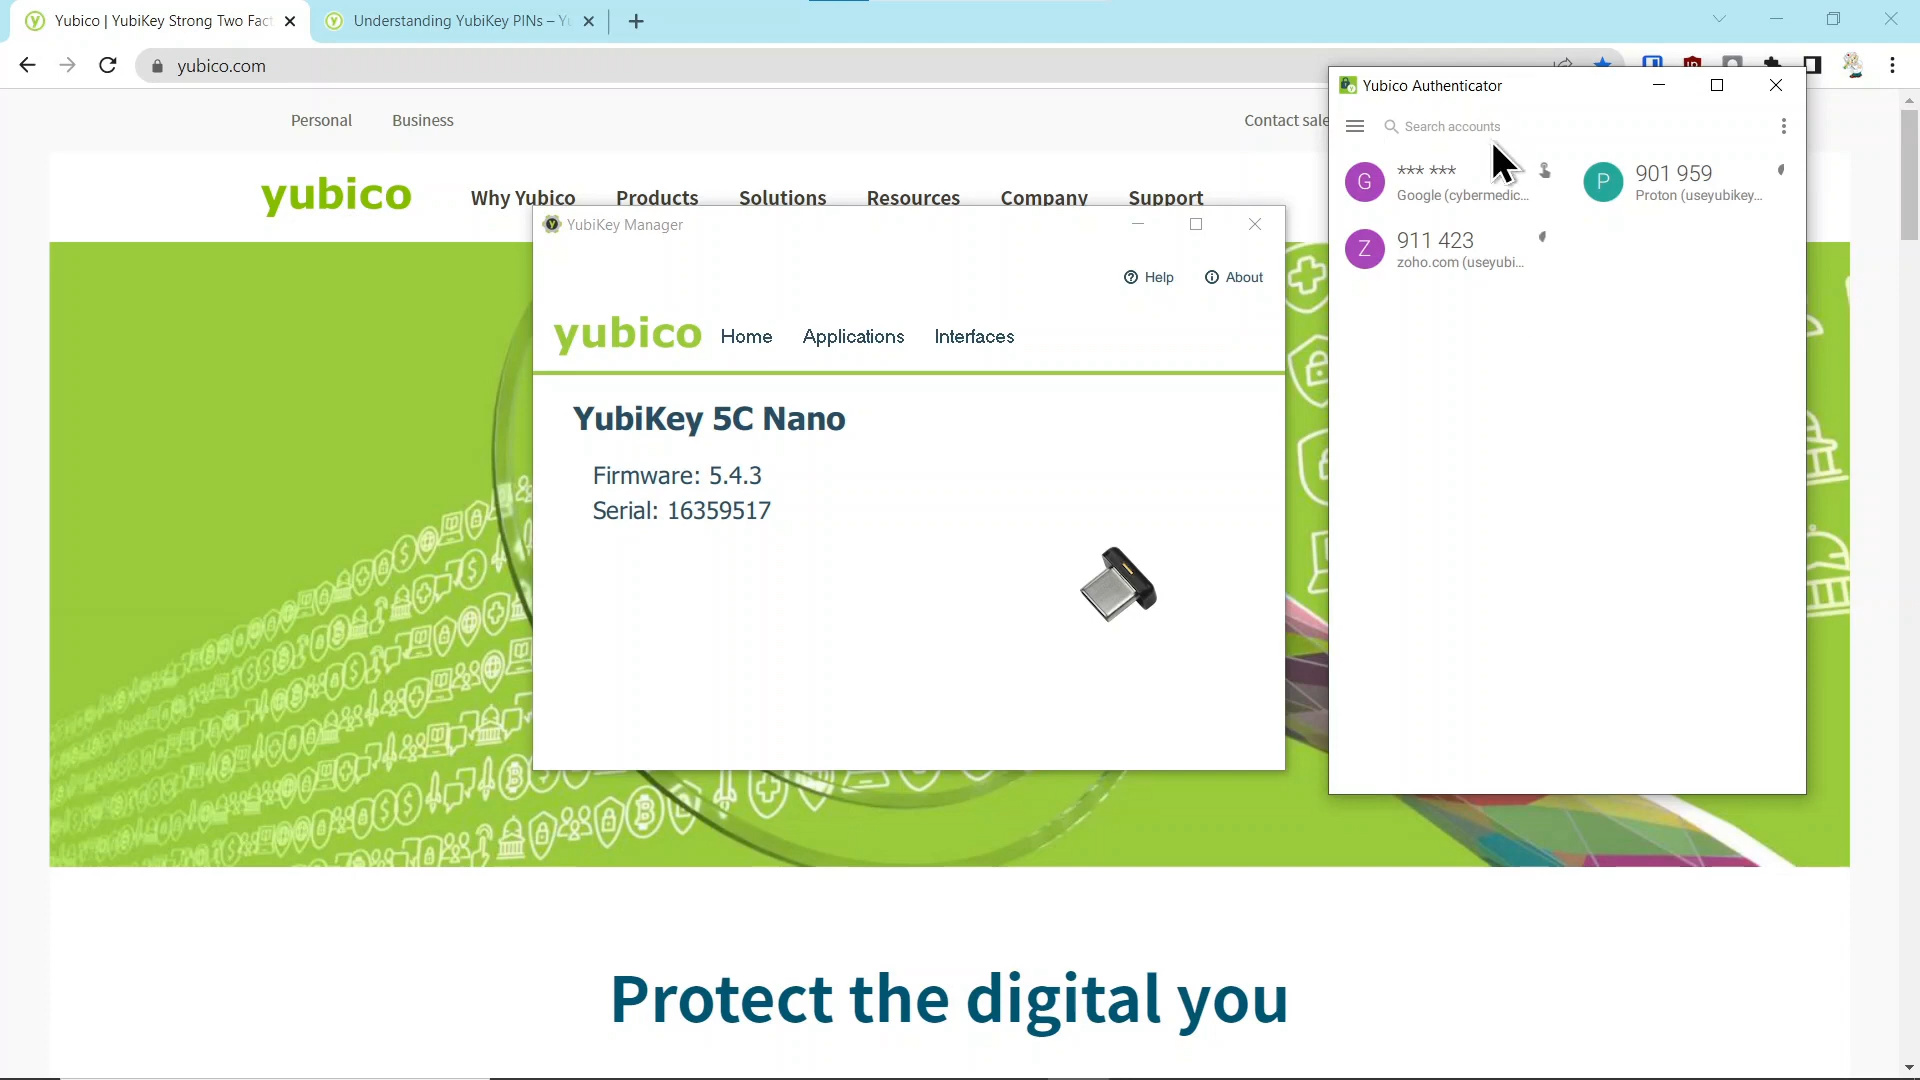 Yubico | YubiKey Strong Two Fact
Understanding YubiKey PINs – Yu
yubico.com
Personal
Business
Contact sale
yubico
Why Yubico
Products
Solutions
Resources
Company
Support
YubiKey Manager
Help
About
yubico
Home
Applications
Interfaces
YubiKey 5C Nano
Firmware: 5.4.3
Serial: 16359517
Yubico Authenticator
Search accounts
G
*** ***
Google (cybermedic...
P
901 959
Proton (useyubikey...
Z
911 423
zoho.com (useyubi...
Protect the digital you